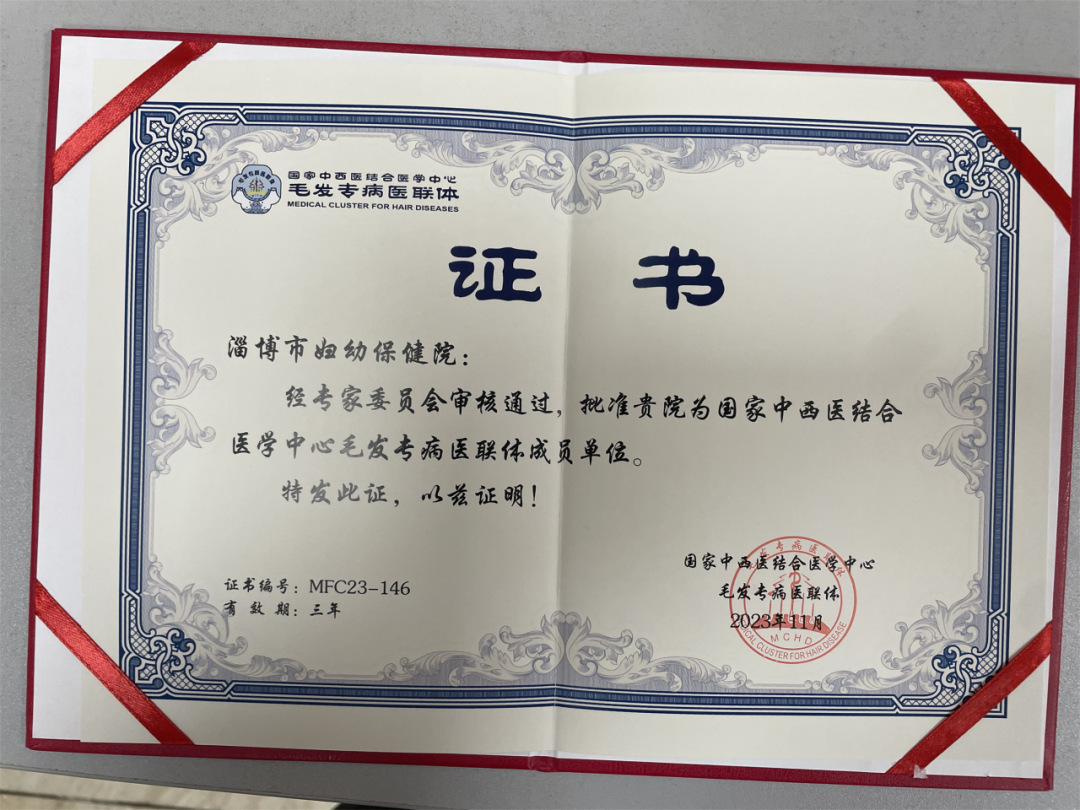 国家中西医结合医学中心
毛发专病医联体
MEDICAL CLUSTER FOR HAIR DISEASES
证 书
淄博市妇幼保健院：
经专家委员会审核通过，批准贵院为国家中西医结合
医学中心毛发专病医联体成员单位。
特发此证，以兹证明！
证书编号：MFC23-146
有效期：三年
国家中西医结合医学中心
毛发专病医联体
2023年11月
MCHD
MEDICAL CLUSTER FOR HAIR DISEASE